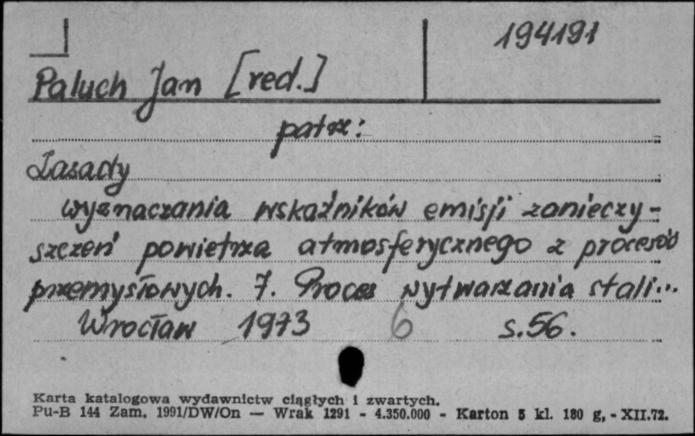 194191
Paluch Jan [red.]
patrz:
Zasady
wyznaczania wskaźników emisji zanieczy-
szczeń powietrza atmosferycznego z procesów
przemysłowych. 7. Proces wytwarzania stali...
Wrocław 1973 6 s.56.
Karta katalogowa wydawnictw ciągłych i zwartych.
Pu-B 144 Zam. 1991/DW/On — Wrak 1291 - 4.350.000 - Karton 5 kl. 180 g, - XII.72.